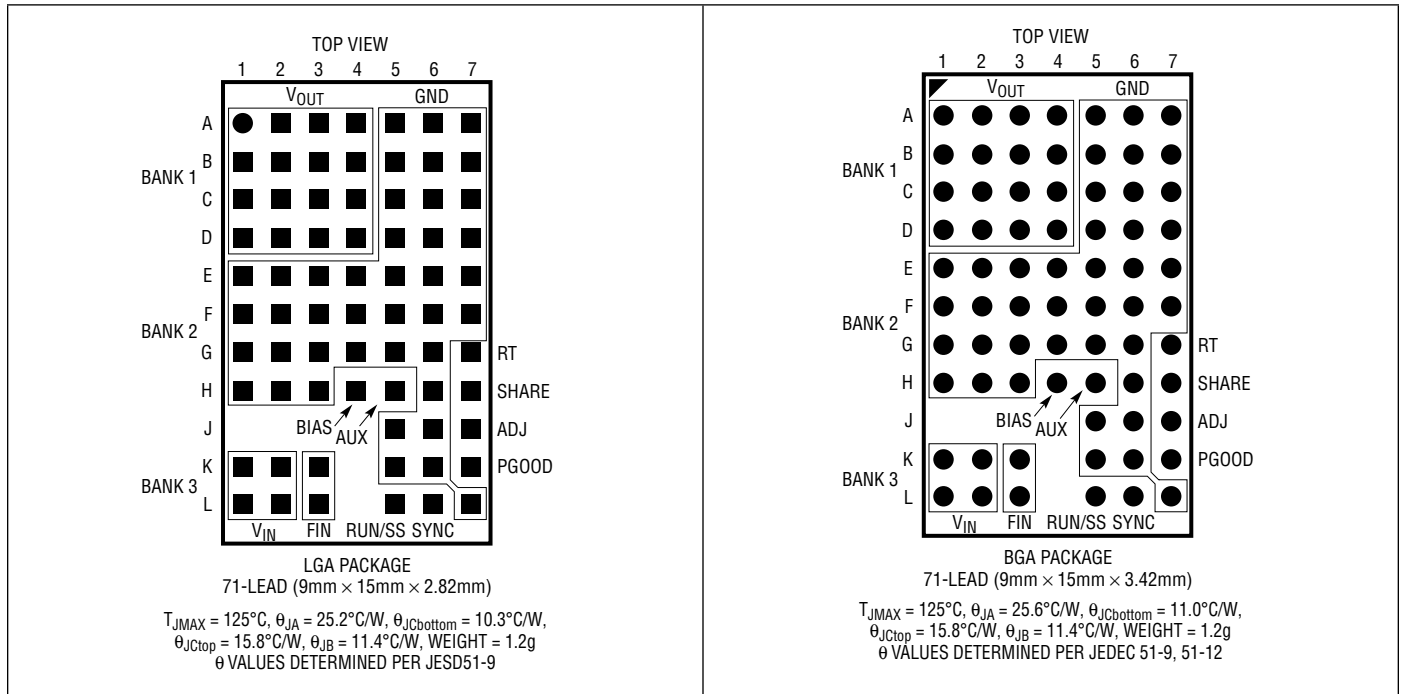 TOP VIEW
1 2 3 4 5 6 7
VOUT GND
A
B
BANK 1
C
D
E
F
BANK 2
G RT
H SHARE
BIAS
AUX
J ADJ
K PGOOD
BANK 3
L
VIN FIN RUN/SS SYNC
LGA PACKAGE
71-LEAD (9mm × 15mm × 2.82mm)
TJMAX = 125°C, θJA = 25.2°C/W, θJCbottom = 10.3°C/W,
θJCtop = 15.8°C/W, θJB = 11.4°C/W, WEIGHT = 1.2g
θ VALUES DETERMINED PER JESD51-9
TOP VIEW
1 2 3 4 5 6 7
VOUT GND
A
B
BANK 1
C
D
E
F
BANK 2
G RT
H SHARE
BIAS
AUX
J ADJ
K PGOOD
BANK 3
L
VIN FIN RUN/SS SYNC
BGA PACKAGE
71-LEAD (9mm × 15mm × 3.42mm)
TJMAX = 125°C, θJA = 25.6°C/W, θJCbottom = 11.0°C/W,
θJCtop = 15.8°C/W, θJB = 11.4°C/W, WEIGHT = 1.2g
θ VALUES DETERMINED PER JEDEC 51-9, 51-12